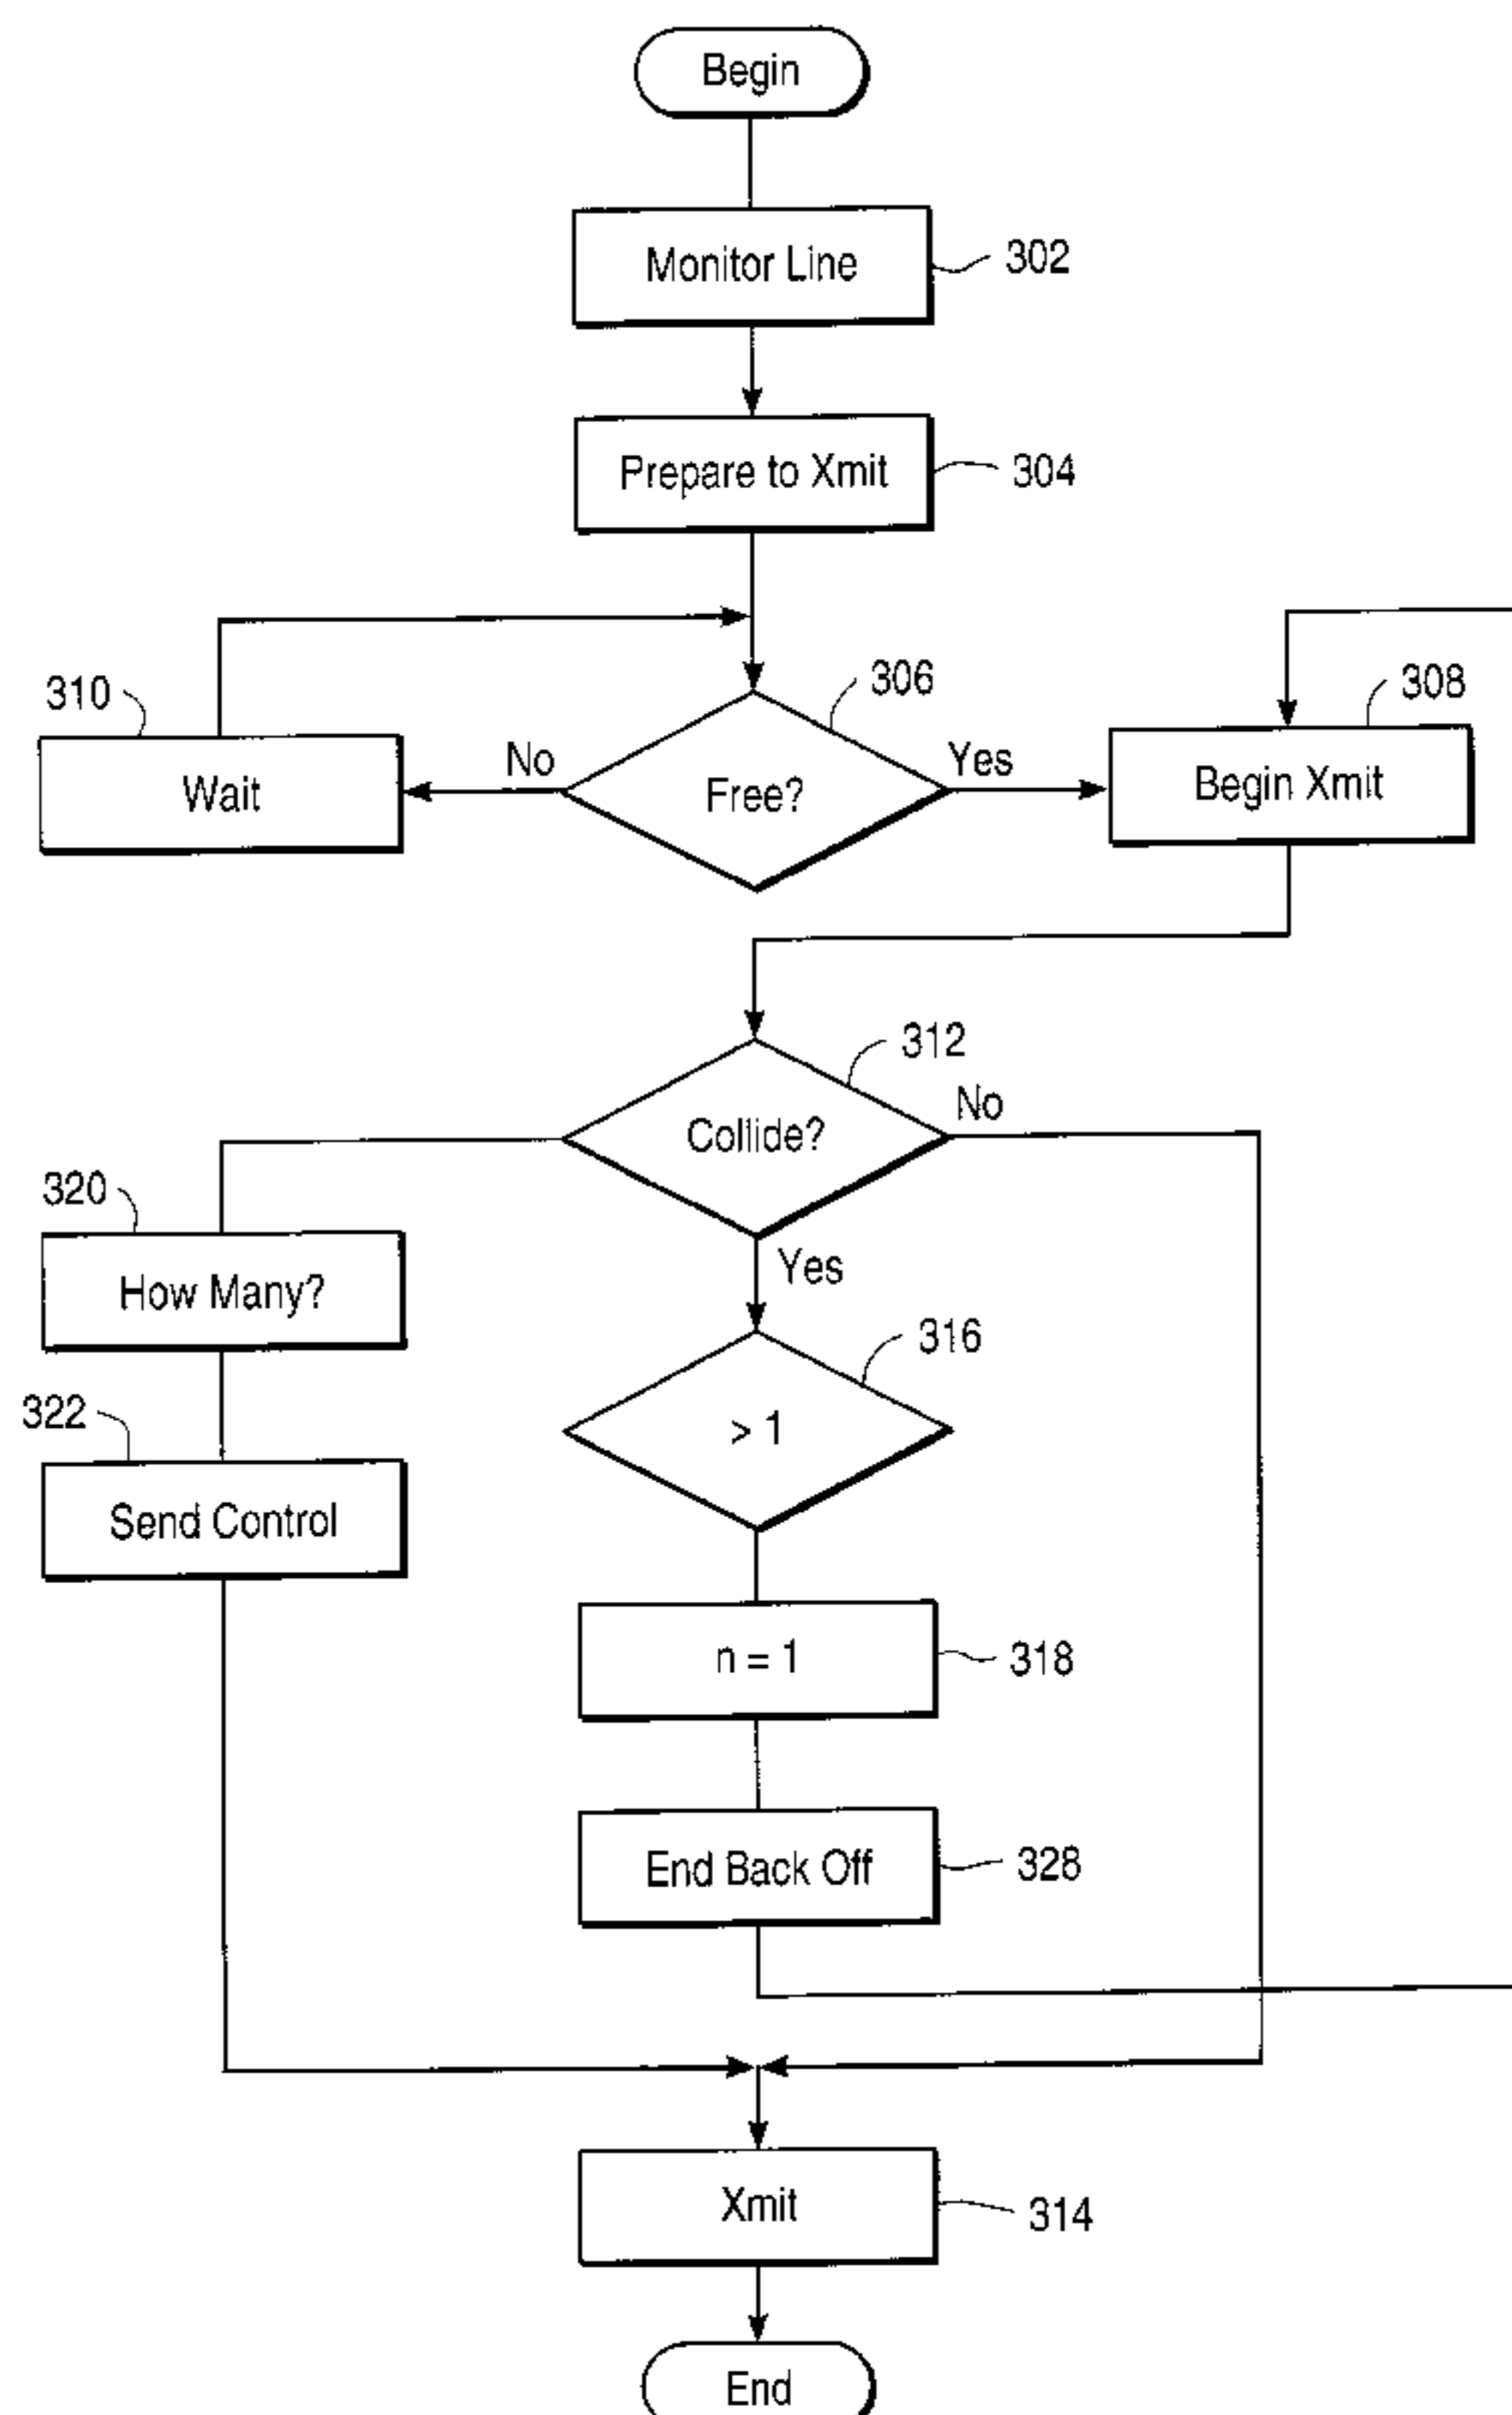 Begin
Monitor Line
302
Prepare to Xmit
304
306
308
310
No
Yes
Wait
Free?
Begin Xmit
312
No
Collide?
320
Yes
How Many?
316
322
> 1
Send Control
n = 1
318
End Back Off
328
Xmit
314
End